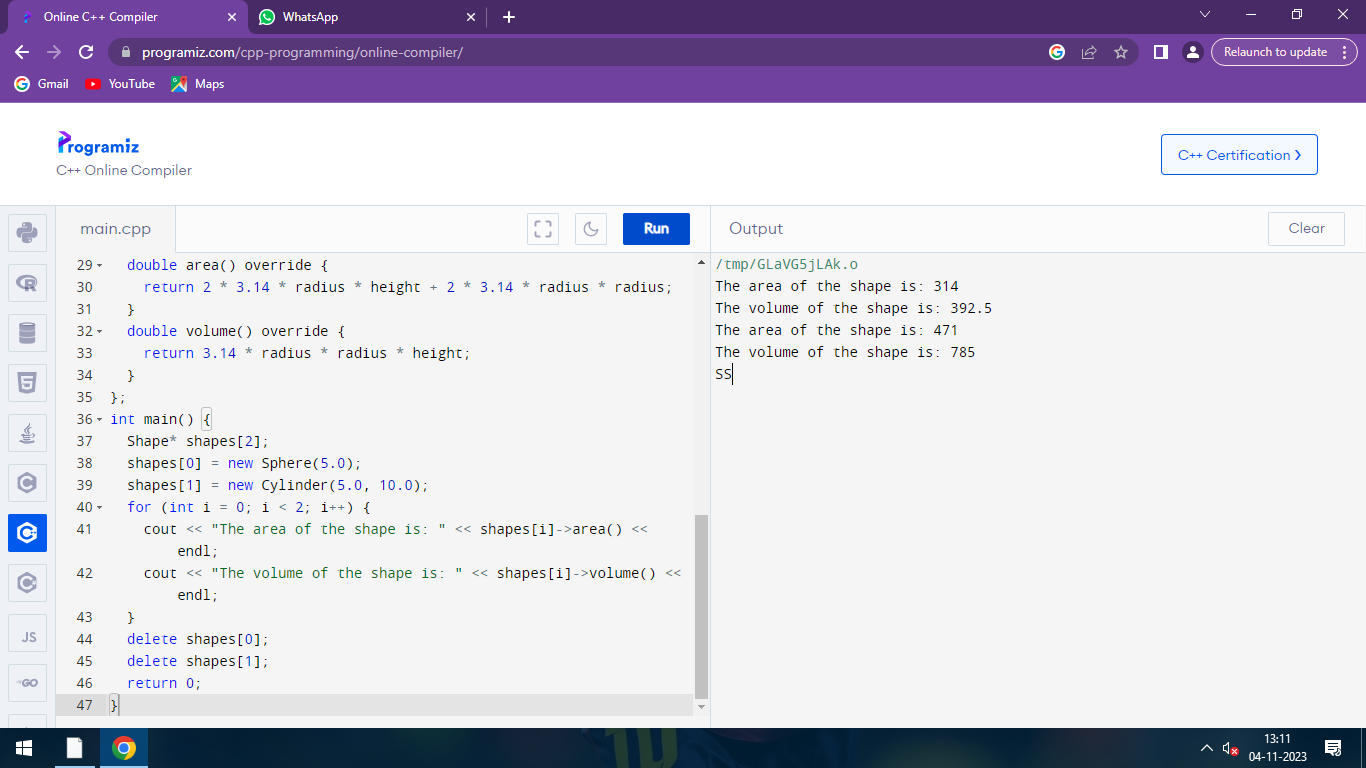 Online C++ Compiler
WhatsApp
programiz.com/cpp-programming/online-compiler/
Relaunch to update
Gmail
YouTube
Maps
Programiz
C++ Online Compiler
C++ Certification
main.cpp
Run
Output
Clear
29 double area() override {
30 return 2 * 3.14 * radius * height + 2 * 3.14 * radius * radius;
31 }
32 double volume() override {
33 return 3.14 * radius * radius * height;
34 }
35 };
36 int main() {
37 Shape* shapes[2];
38 shapes[0] = new Sphere(5.0);
39 shapes[1] = new Cylinder(5.0, 10.0);
40 for (int i = 0; i < 2; i++) {
41 cout << "The area of the shape is: " << shapes[i]->area() <<
endl;
42 cout << "The volume of the shape is: " << shapes[i]->volume() <<
endl;
43 }
44 delete shapes[0];
45 delete shapes[1];
46 return 0;
47 }
/tmp/GLaVG5jLAk.o
The area of the shape is: 314
The volume of the shape is: 392.5
The area of the shape is: 471
The volume of the shape is: 785
SS
JS
GO
13:11
04-11-2023